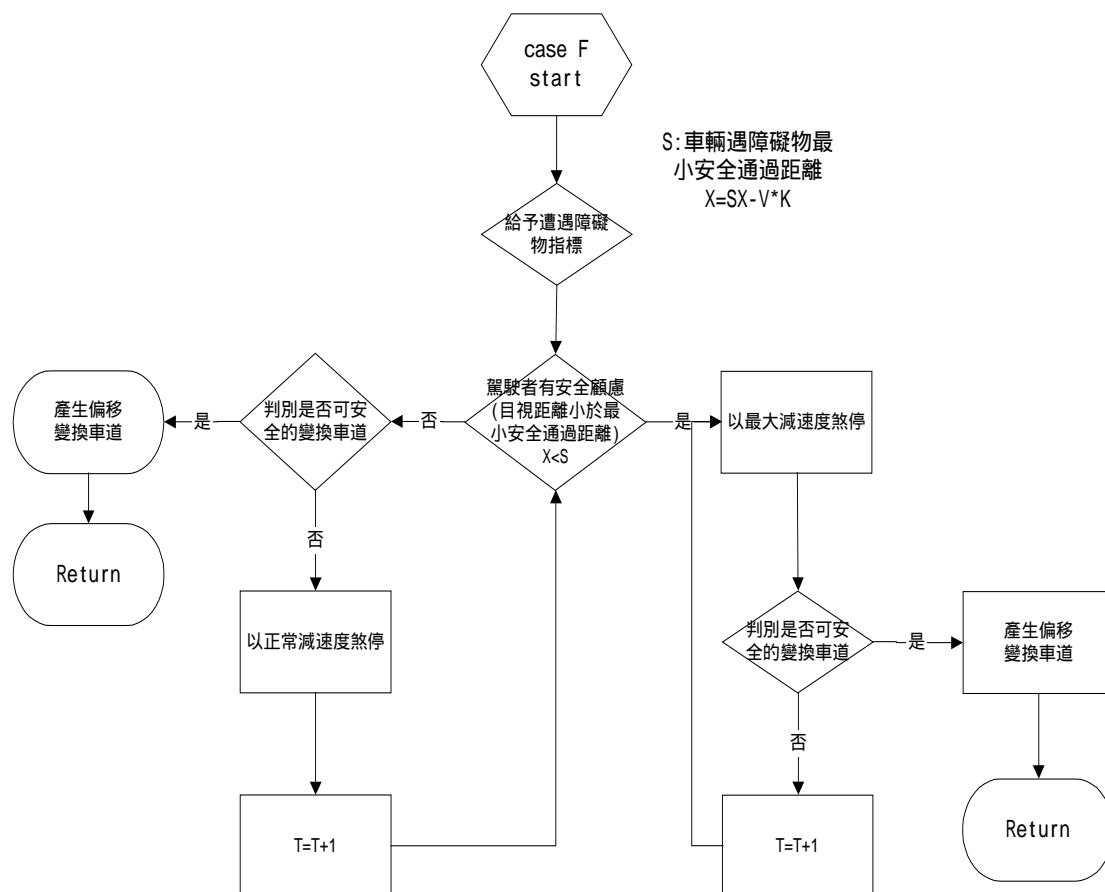 case F
start
S:車輛遇障礙物最
小安全通過距離
X=SX-V*K
給予遭遇障礙
物指標
駕駛者有安全顧慮
(目視距離小於最
小安全通過距離)
X<S
否
判別是否可安
全的變換車道
是
產生偏移
變換車道
Return
否
以正常減速度煞停
T=T+1
是
以最大減速度煞停
判別是否可安
全的變換車道
是
產生偏移
變換車道
Return
否
T=T+1